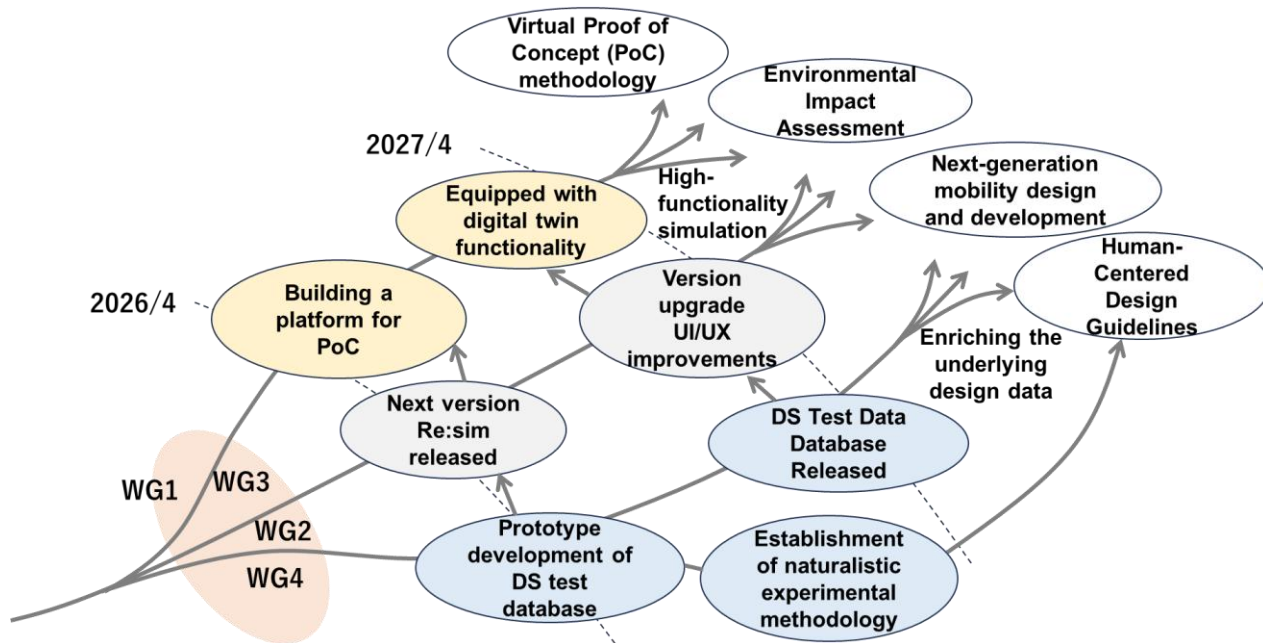 Virtual Proof of
Concept (PoC)
methodology
Environmental
Impact
Assessment
2027/4
Equipped with
digital twin
functionality
High-
functionality
simulation
Next-generation
mobility design
and development
2026/4
Building a
platform for
PoC
Version
upgrade
UI/UX
improvements
Human-
Centered
Design
Guidelines
Enriching the
underlying
design data
Next version
Re:sim
released
DS Test Data
Database
Released
WG1
WG3
WG2
WG4
Prototype
development of
DS test
database
Establishment
of naturalistic
experimental
methodology